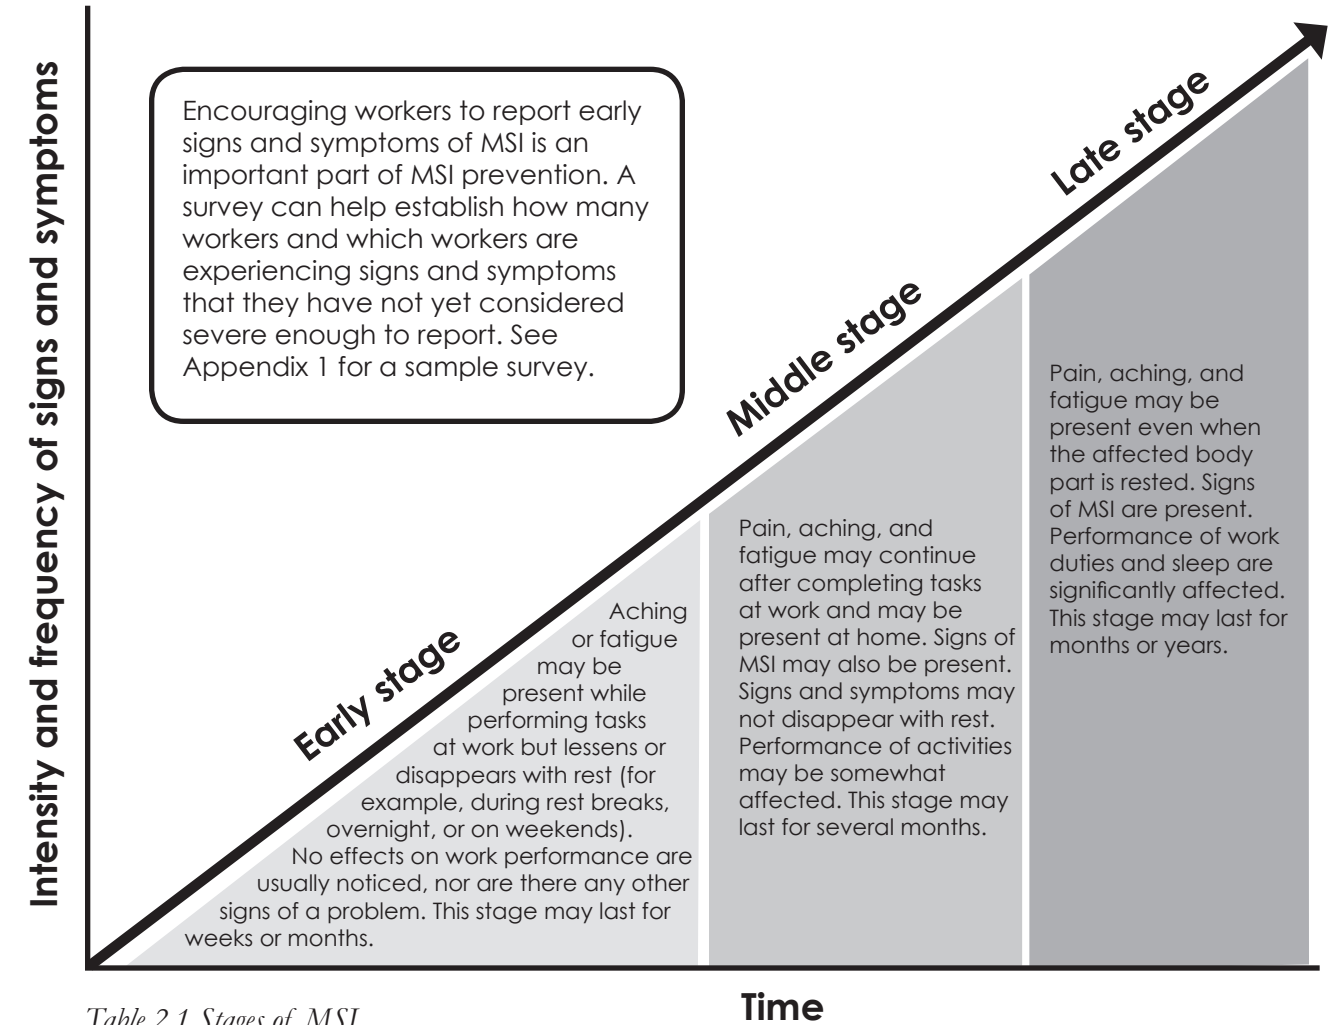 Intensity and frequency of signs and symptoms
Encouraging workers to report early
signs and symptoms of MSI is an
important part of MSI prevention. A
survey can help establish how many
workers and which workers are
experiencing signs and symptoms
that they have not yet considered
severe enough to report. See
Appendix 1 for a sample survey.
Early stage
Aching
or fatigue
may be
present while
performing tasks
at work but lessens or
disappears with rest (for
example, during rest breaks,
overnight, or on weekends).
No effects on work performance are
usually noticed, nor are there any other
signs of a problem. This stage may last for
weeks or months.
Middle stage
Pain, aching, and
fatigue may continue
after completing tasks
at work and may be
present at home. Signs of
MSI may also be present.
Signs and symptoms may
not disappear with rest.
Performance of activities
may be somewhat
affected. This stage may
last for several months.
Late stage
Pain, aching, and
fatigue may be
present even when
the affected body
part is rested. Signs
of MSI are present.
Performance of work
duties and sleep are
significantly affected.
This stage may last for
months or years.
Time
Table 2.1 Stages of MSI